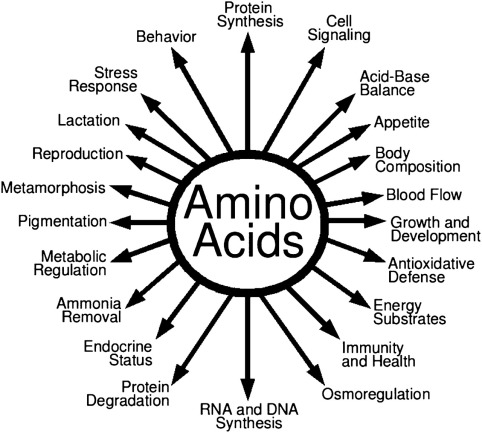 Protein
Synthesis
Cell
Signaling
Behavior
Stress
Response
Acid-Base
Balance
Lactation
Appetite
Reproduction
Body
Composition
Metamorphosis
Blood Flow
Amino
Acids
Pigmentation
Growth and
Development
Metabolic
Regulation
Antioxidative
Defense
Ammonia
Removal
Energy
Substrates
Endocrine
Status
Immunity
and Health
Protein
Degradation
Osmoregulation
RNA and DNA
Synthesis